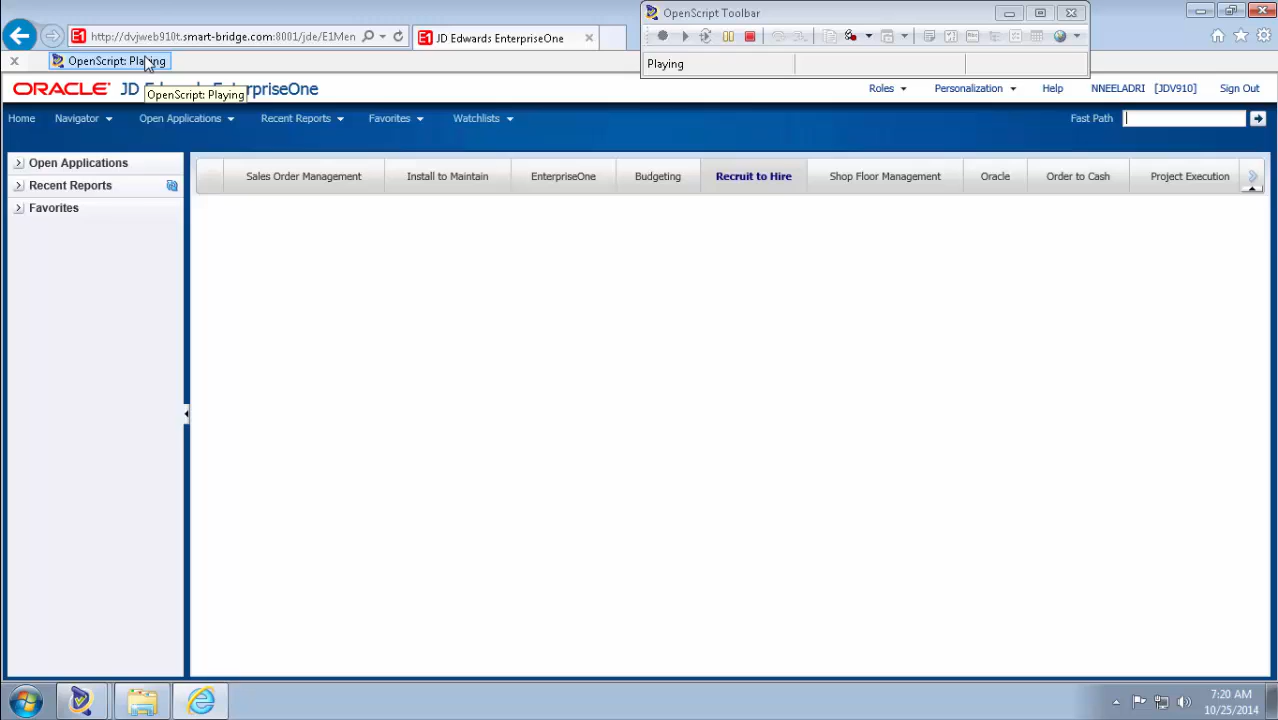 OpenScript Toolbar
http://dvjweb910t.smart-bridge.com:8001/jde/E1Men
E1 JD Edwards EnterpriseOne
OpenScript: Playing
Playing
OpenScript: Playing
ORACLE JD Edwards EnterpriseOne
Roles Personalization Help NNEELADRI [JDV910] Sign Out
Home Navigator Open Applications Recent Reports Favorites Watchlists Fast Path
Open Applications
Recent Reports
Favorites
Sales Order Management Install to Maintain EnterpriseOne Budgeting Recruit to Hire Shop Floor Management Oracle Order to Cash Project Execution
7:20 AM
10/25/2014